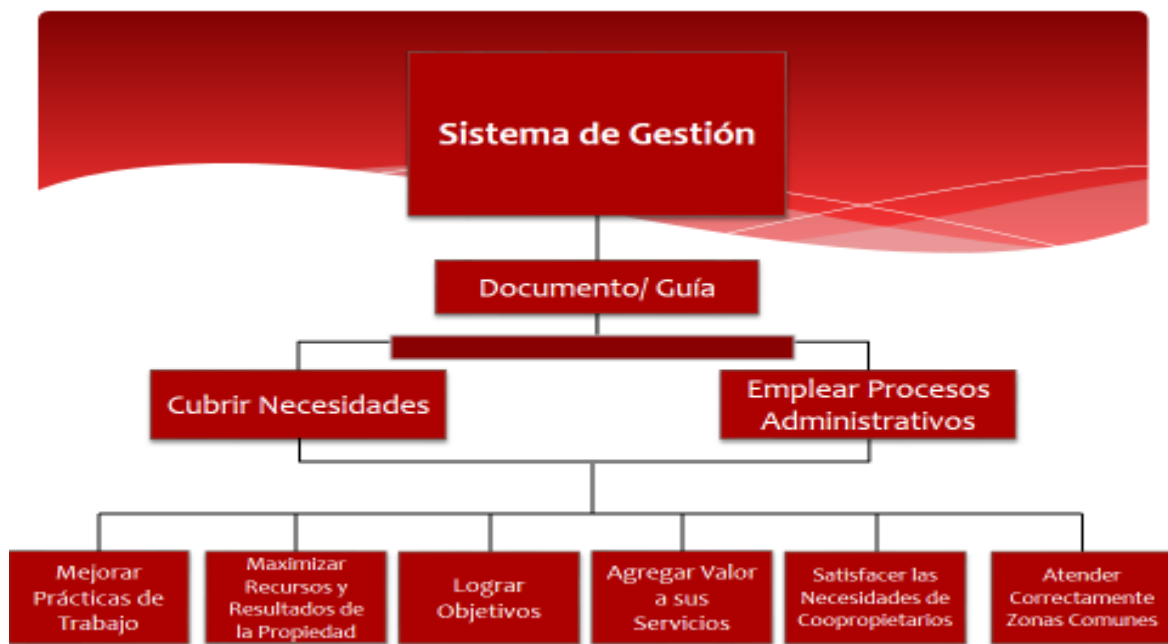 Sistema de Gestión
Documento/ Guía
Cubrir Necesidades
Emplear Procesos
Administrativos
Mejorar
Prácticas de
Trabajo
Maximizar
Recursos y
Resultados de
la Propiedad
Lograr
Objetivos
Agregar Valor
a sus
Servicios
Satisfacer las
Necesidades de
Coopropietarios
Atender
Correctamente
Zonas Comunes